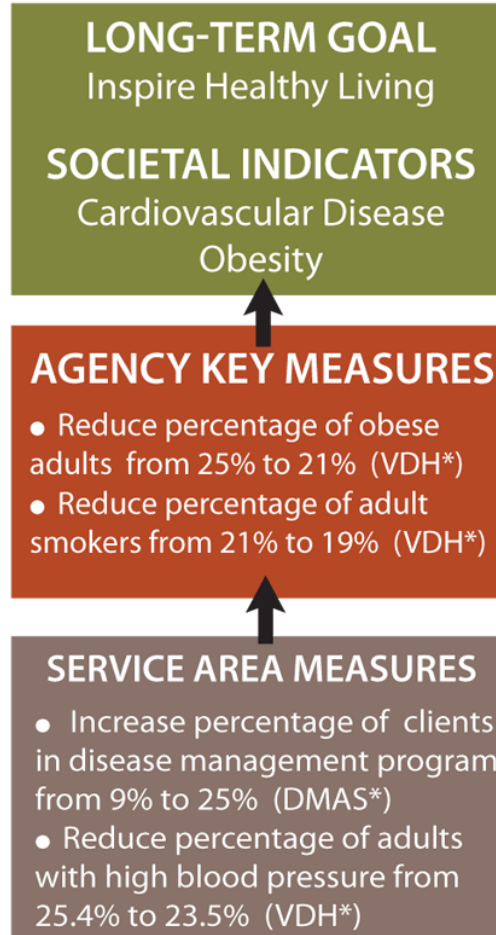 LONG-TERM GOAL
Inspire Healthy Living
SOCIETAL INDICATORS
Cardiovascular Disease
Obesity
AGENCY KEY MEASURES
● Reduce percentage of obese
adults from 25% to 21% (VDH*)
● Reduce percentage of adult
smokers from 21% to 19% (VDH*)
SERVICE AREA MEASURES
● Increase percentage of clients
in disease management program
from 9% to 25% (DMAS*)
● Reduce percentage of adults
with high blood pressure from
25.4% to 23.5% (VDH*)